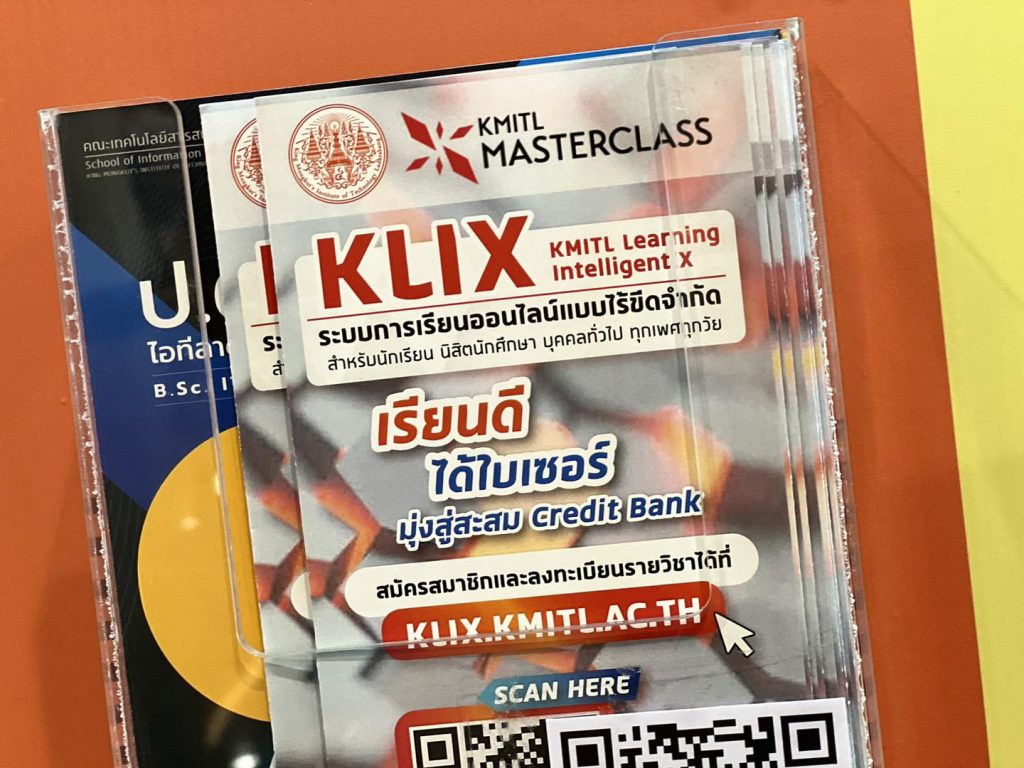 คณะเทคโนโลยีสารสน
School of Information
KMITL
MASTERCLASS
KLIX
KMITL Learning
Intelligent X
ระบบการเรียนออนไลน์แบบไร้ขีดจำกัด
สำหรับนักเรียน นิสิตนักศึกษา บุคคลทั่วไป ทุกเพศทุกวัย
ไอทีลา
B.Sc. I
เรียนดี
ได้ใบเซอร์
มุ่งสู่สะสม Credit Bank
สมัครสมาชิกและลงทะเบียนรายวิชาได้ที่
KLIX.KMITL.AC.TH
SCAN HERE